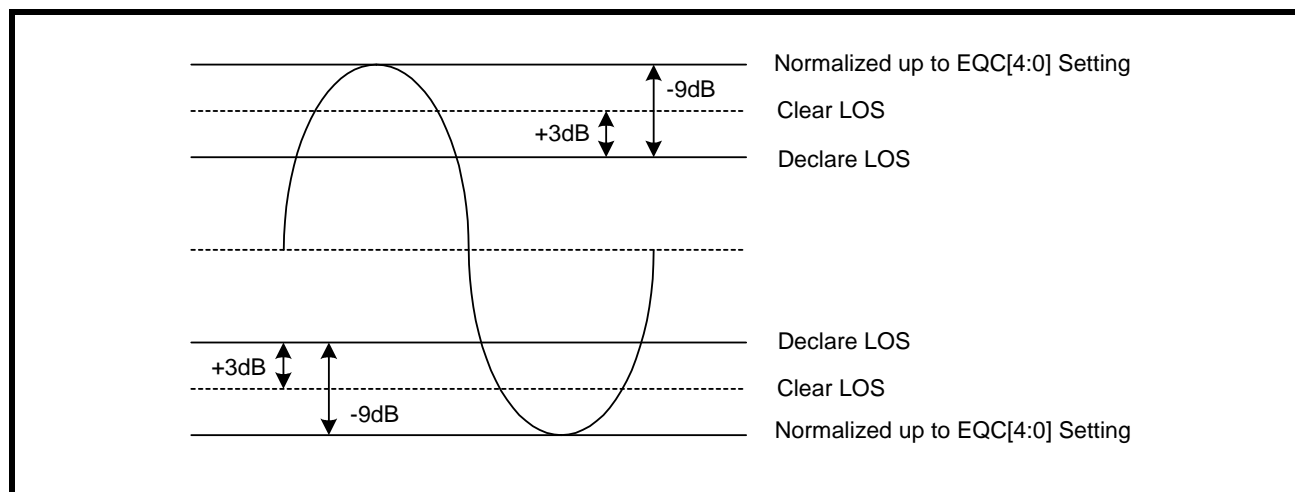 Normalized up to EQC[4:0] Setting
-9dB
Clear LOS
+3dB
Declare LOS
Declare LOS
+3dB
Clear LOS
-9dB
Normalized up to EQC[4:0] Setting